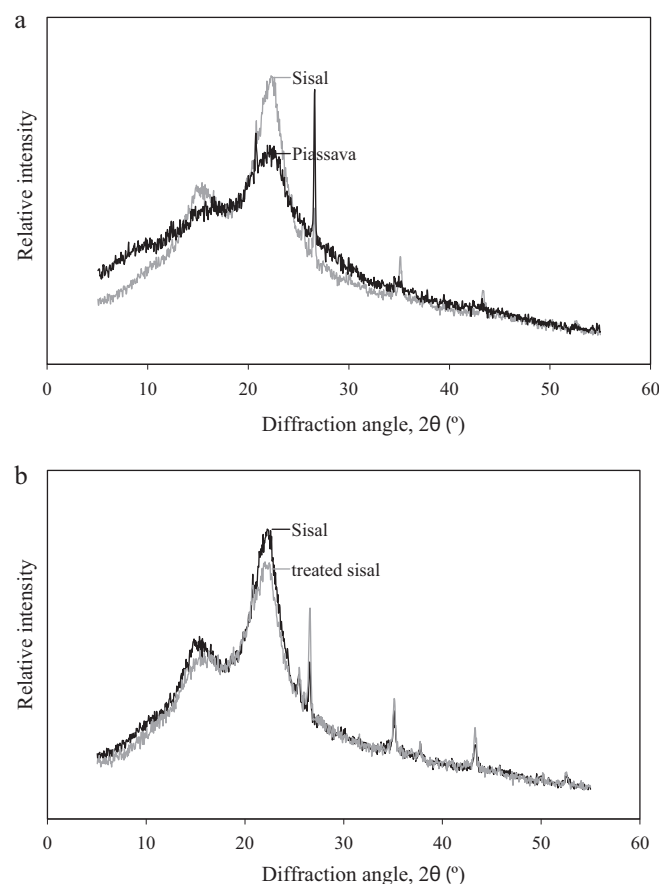 a
Relative intensity
Sisal
Piassava
0 10 20 30 40 50 60
Diffraction angle, 2θ (º)
b
Relative intensity
Sisal
treated sisal
0 10 20 30 40 50 60
Diffraction angle, 2θ (º)